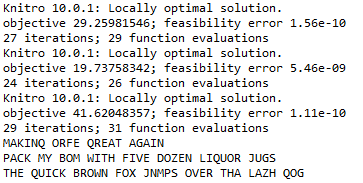 Knitro 10.0.1: Locally optimal solution.
objective 29.25981546; feasibility error 1.56e-10
27 iterations; 29 function evaluations
Knitro 10.0.1: Locally optimal solution.
objective 19.73758342; feasibility error 5.46e-09
24 iterations; 26 function evaluations
Knitro 10.0.1: Locally optimal solution.
objective 41.62048357; feasibility error 1.11e-10
29 iterations; 31 function evaluations
MAKINQ ORFE QREAT AGAIN
PACK MY BOM WITH FIVE DOZEN LIQUOR JUGS
THE QUICK BROWN FOX JNMPS OVER THA LAZH QOG